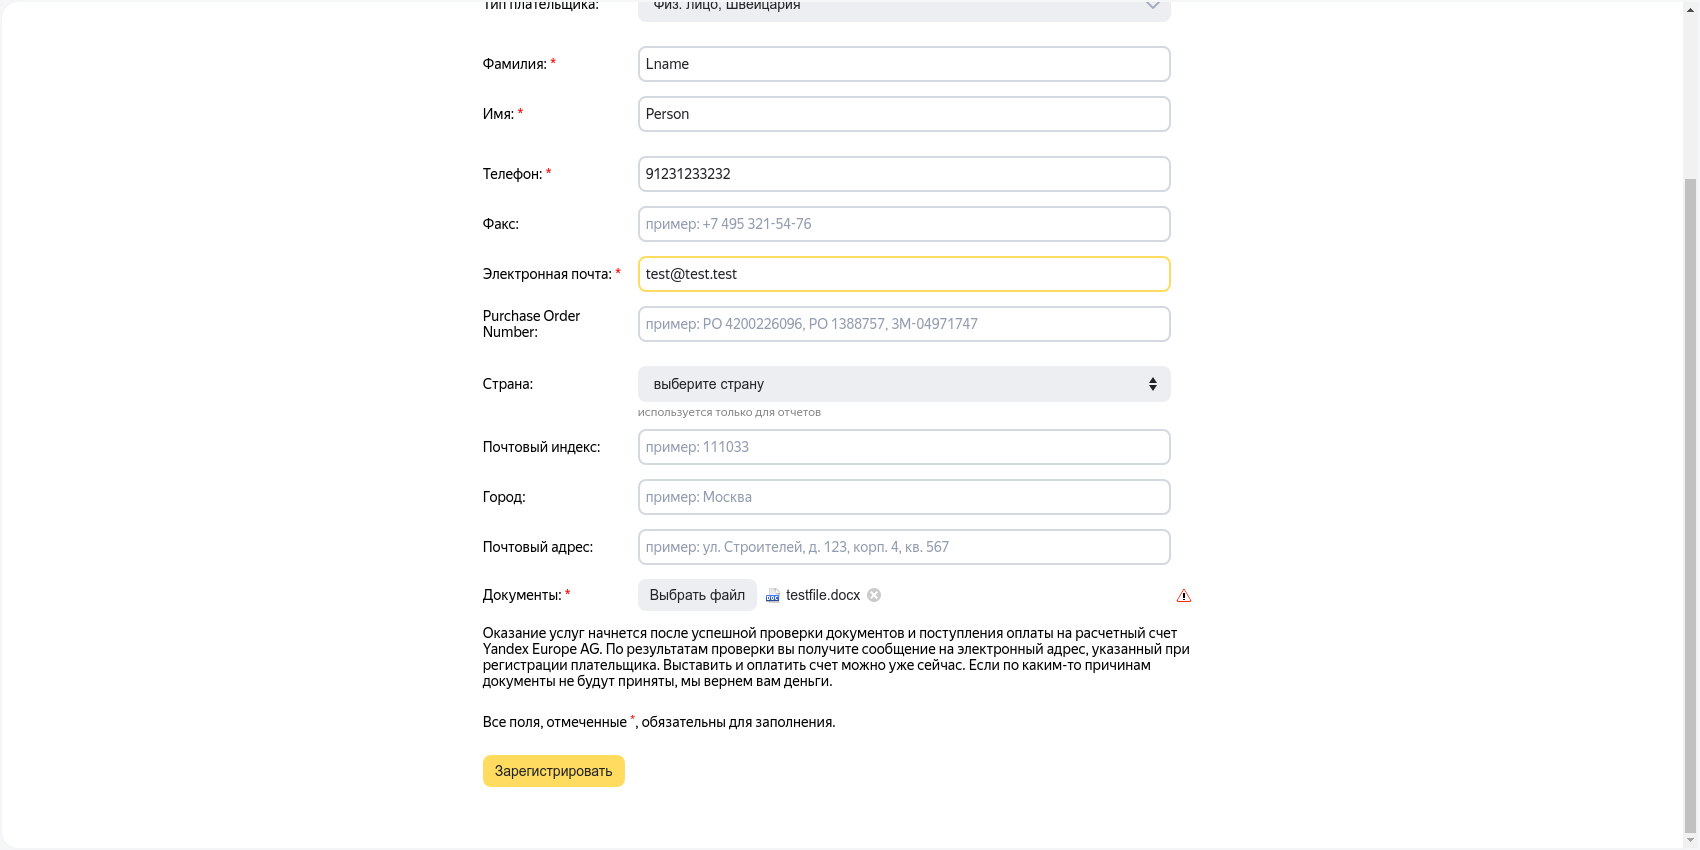 Тип плательщика: Физ. лицо, Швейцария
Фамилия: * Lname
Имя: * Person
Телефон: * 91231233232
Факс: пример: +7 495 321-54-76
Электронная почта: * test@test.test
Purchase Order
Number: пример: PO 4200226096, PO 1388757, 3M-04971747
Страна: выберите страну
используется только для отчетов
Почтовый индекс: пример: 111033
Город: пример: Москва
Почтовый адрес: пример: ул. Строителей, д. 123, корп. 4, кв. 567
Документы: * Выбрать файл DOC testfile.docx
Оказание услуг начнется после успешной проверки документов и поступления оплаты на расчетный счет
Yandex Europe AG. По результатам проверки вы получите сообщение на электронный адрес, указанный при
регистрации плательщика. Выставить и оплатить счет можно уже сейчас. Если по каким-то причинам
документы не будут приняты, мы вернем вам деньги.
Все поля, отмеченные *, обязательны для заполнения.
Зарегистрировать